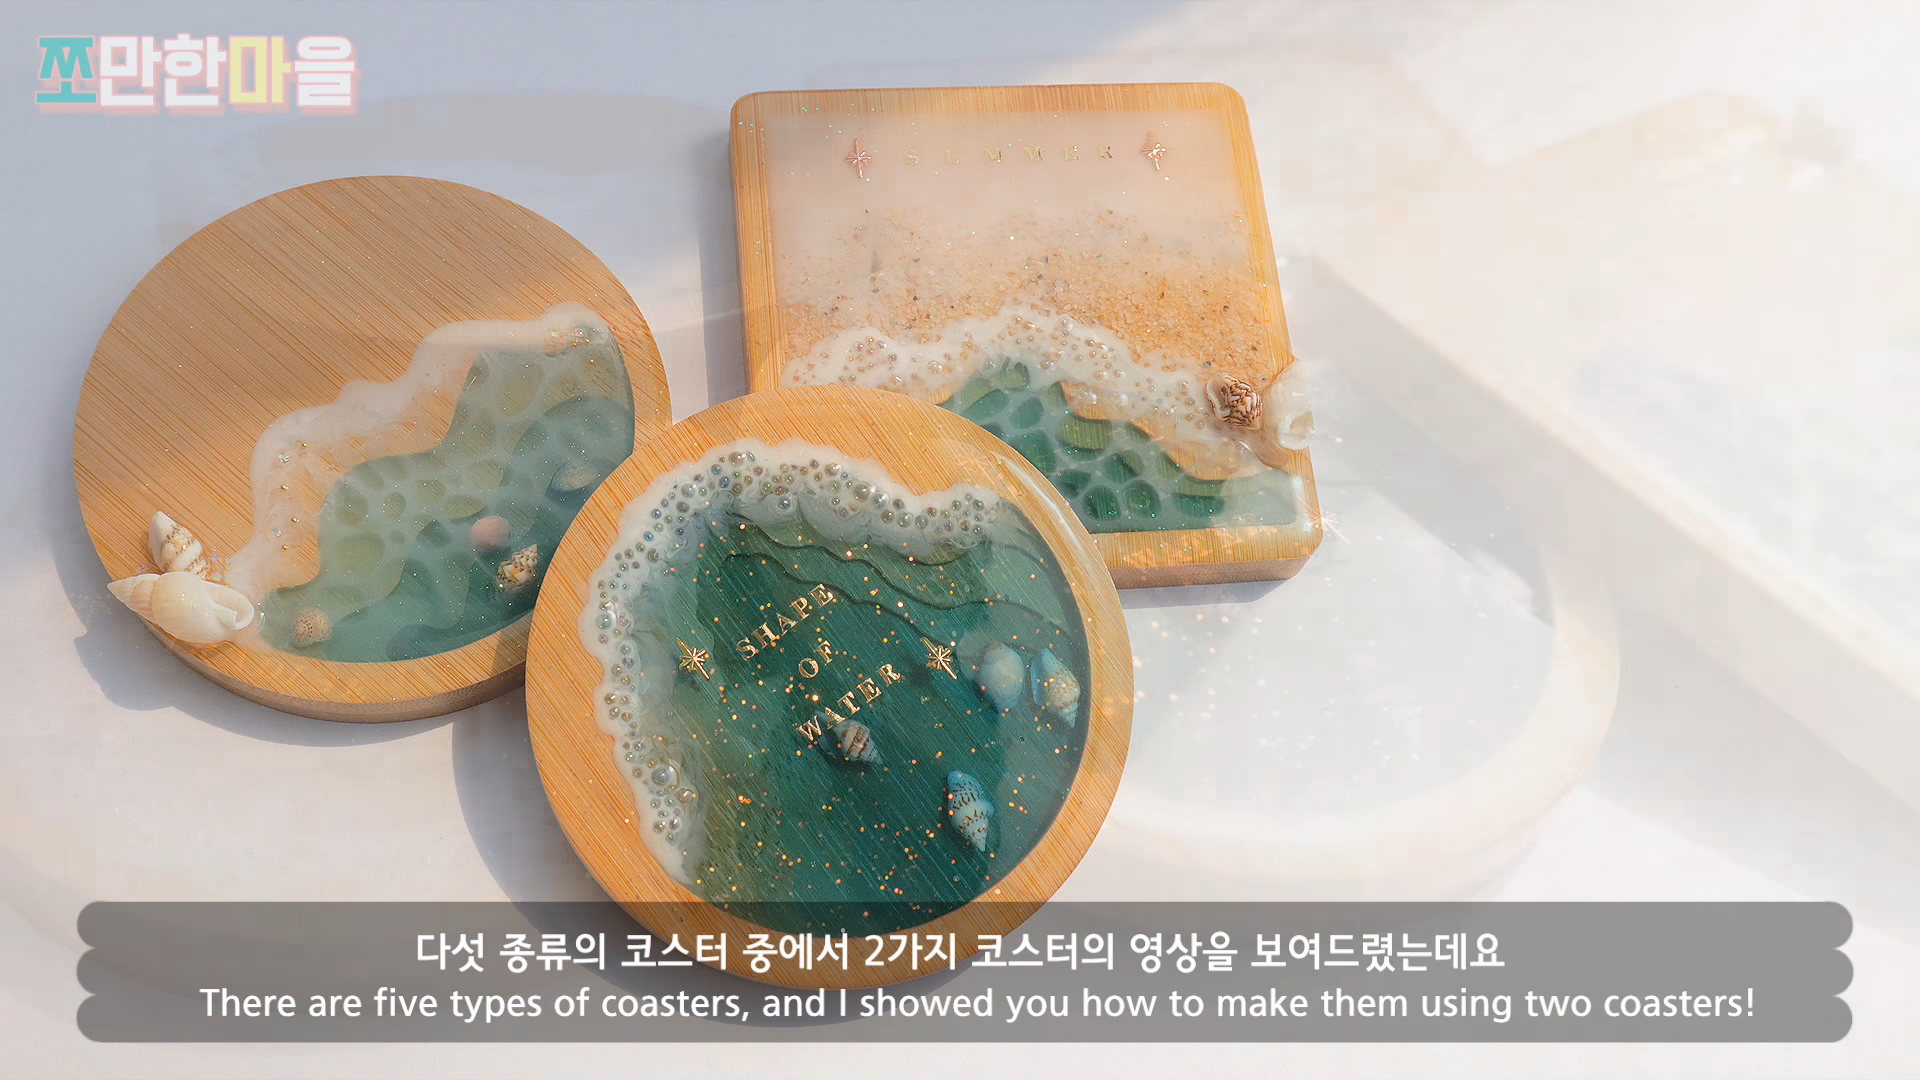 쪼만한마을
SUMMER
SHAPE
OF
WATER
다섯 종류의 코스터 중에서 2가지 코스터의 영상을 보여드렸는데요
There are five types of coasters, and I showed you how to make them using two coasters!